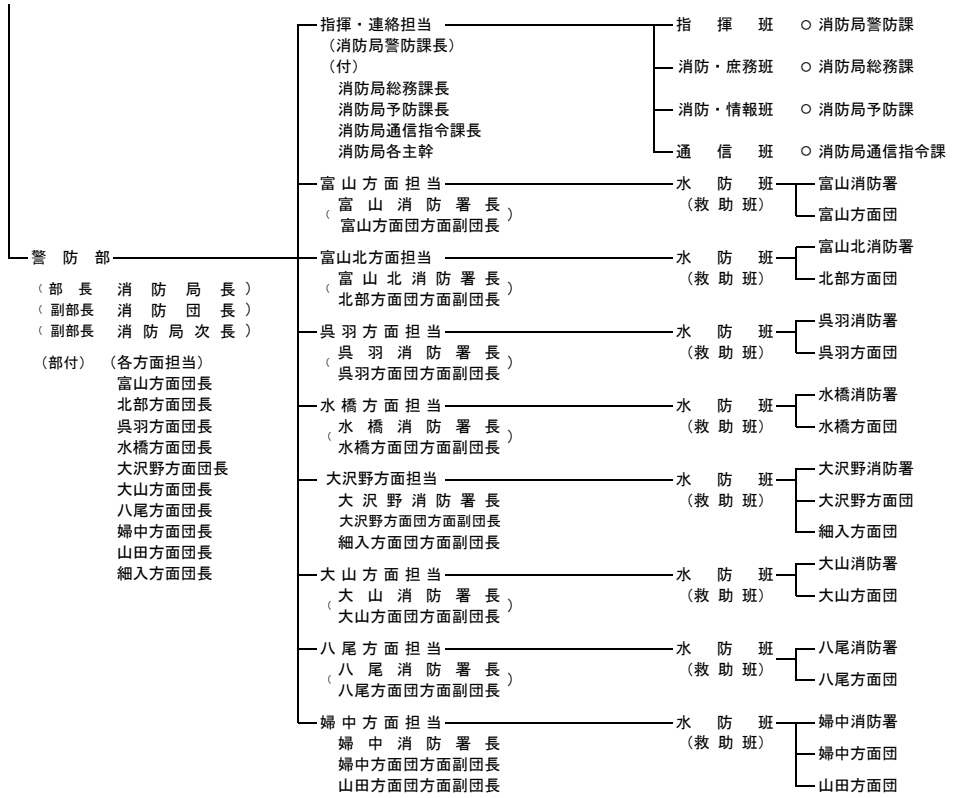 指揮・連絡担当 指揮班 ○ 消防局警防課
（消防局警防課長）
（付） 消防・庶務班 ○ 消防局総務課
消防局総務課長
消防局予防課長 消防・情報班 ○ 消防局予防課
消防局通信指令課長
消防局各主幹 通信班 ○ 消防局通信指令課
富山方面担当 水防班 富山消防署
（富山消防署長 （救助班）
富山方面団方面副団長） 富山方面団
警防部
（部長 消防局長）
（副部長 消防団長）
（副部長 消防局次長）
（部付） （各方面担当）
富山方面団長
北部方面団長
呉羽方面団長
水橋方面団長
大沢野方面団長
大山方面団長
八尾方面団長
婦中方面団長
山田方面団長
細入方面団長
富山北方面担当 水防班 富山北消防署
（富山北消防署長 （救助班） 北部方面団
北部方面団方面副団長）
呉羽方面担当 水防班 呉羽消防署
（呉羽消防署長 （救助班） 呉羽方面団
呉羽方面団方面副団長）
水橋方面担当 水防班 水橋消防署
（水橋消防署長 （救助班） 水橋方面団
水橋方面団方面副団長）
大沢野方面担当 水防班 大沢野消防署
大沢野消防署長 （救助班） 大沢野方面団
大沢野方面団方面副団長
細入方面団方面副団長 細入方面団
大山方面担当 水防班 大山消防署
（大山消防署長 （救助班） 大山方面団
大山方面団方面副団長）
八尾方面担当 水防班 八尾消防署
（八尾消防署長 （救助班） 八尾方面団
八尾方面団方面副団長）
婦中方面担当 水防班 婦中消防署
婦中消防署長 （救助班） 婦中方面団
婦中方面団方面副団長
山田方面団方面副団長 山田方面団